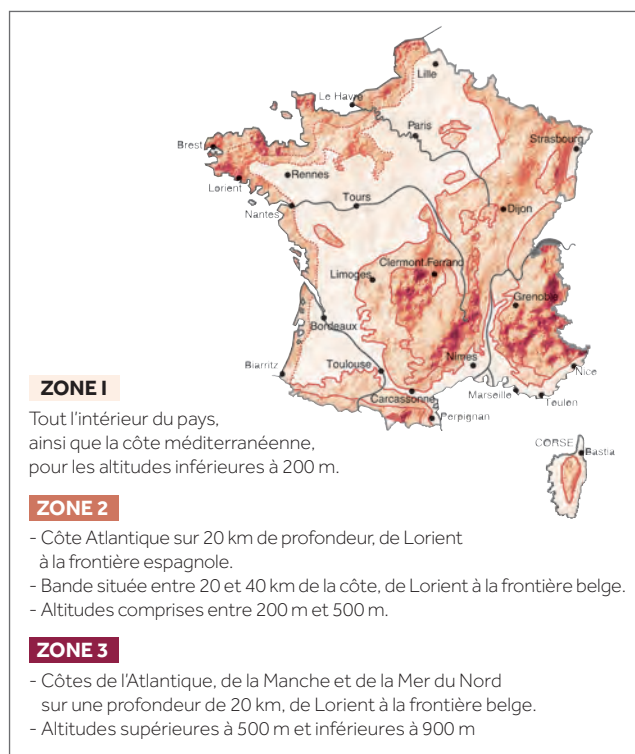 Lille
Le Havre
Paris
Strasbourg
Brest
Rennes
Lorient
Tours
Nantes
Dijon
Clermont Ferrand
Limoges
Grenoble
Bordeaux
Biarritz
Toulouse
Nimes
Nice
Carcassonne
Marseille
Toulon
Perpignan
CORSE
Bastia
ZONE 1
Tout l'intérieur du pays,
ainsi que la côte méditerranéenne,
pour les altitudes inférieures à 200 m.
ZONE 2
- Côte Atlantique sur 20 km de profondeur, de Lorient
à la frontière espagnole.
- Bande située entre 20 et 40 km de la côte, de Lorient à la frontière belge.
- Altitudes comprises entre 200 m et 500 m.
ZONE 3
- Côtes de l'Atlantique, de la Manche et de la Mer du Nord
sur une profondeur de 20 km, de Lorient à la frontière belge.
- Altitudes supérieures à 500 m et inférieures à 900 m